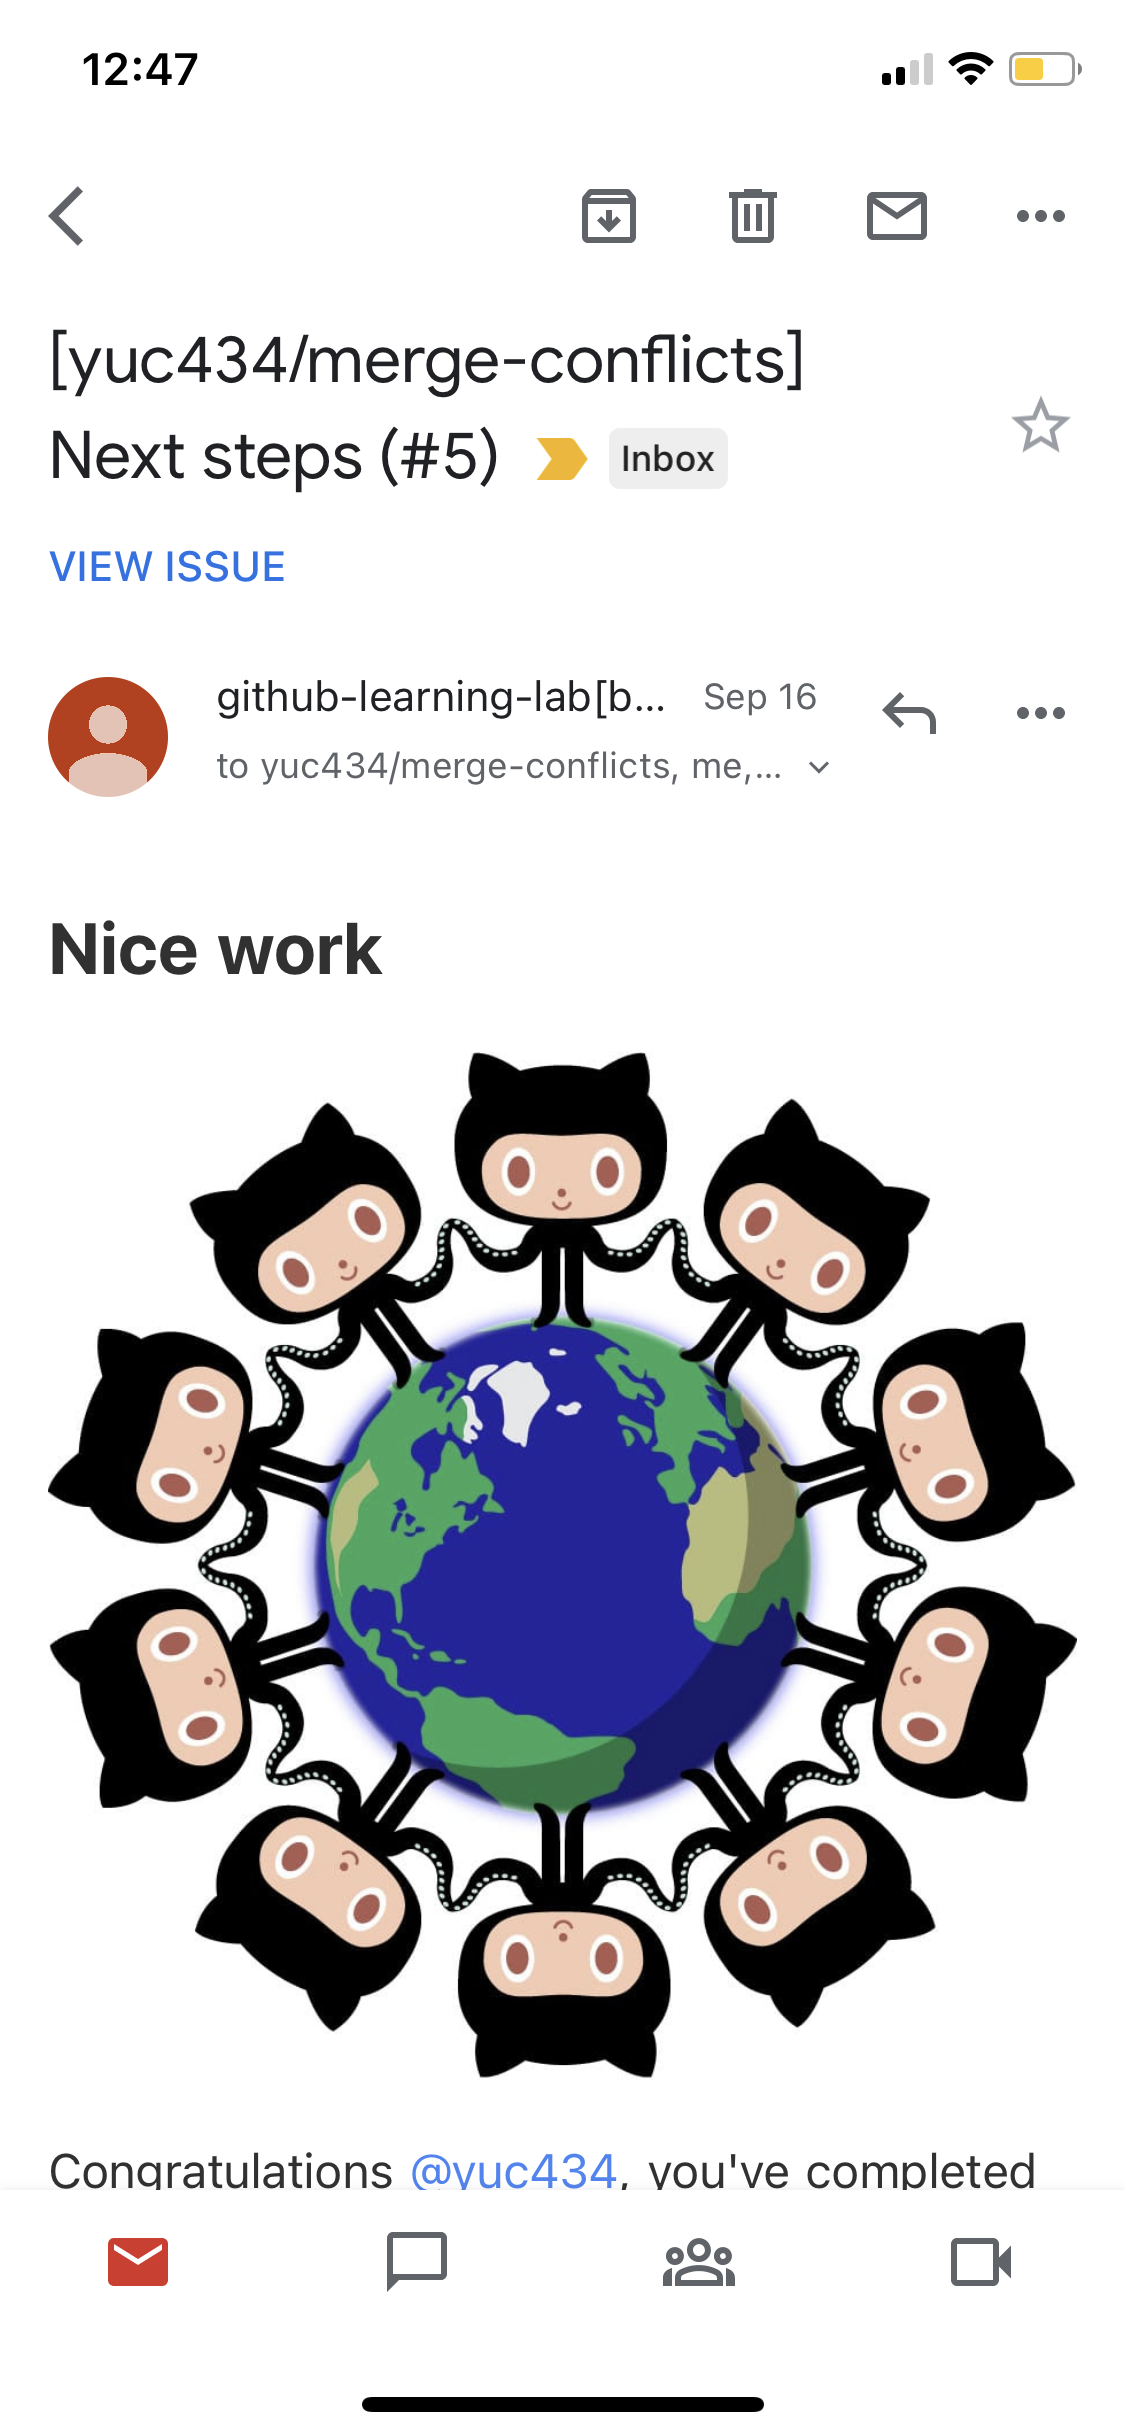 12:47
[yuc434/merge-conflicts]
Next steps (#5) Inbox
VIEW ISSUE
github-learning-lab[b... Sep 16
to yuc434/merge-conflicts, me,...
Nice work
Congratulations @yuc434, you've completed